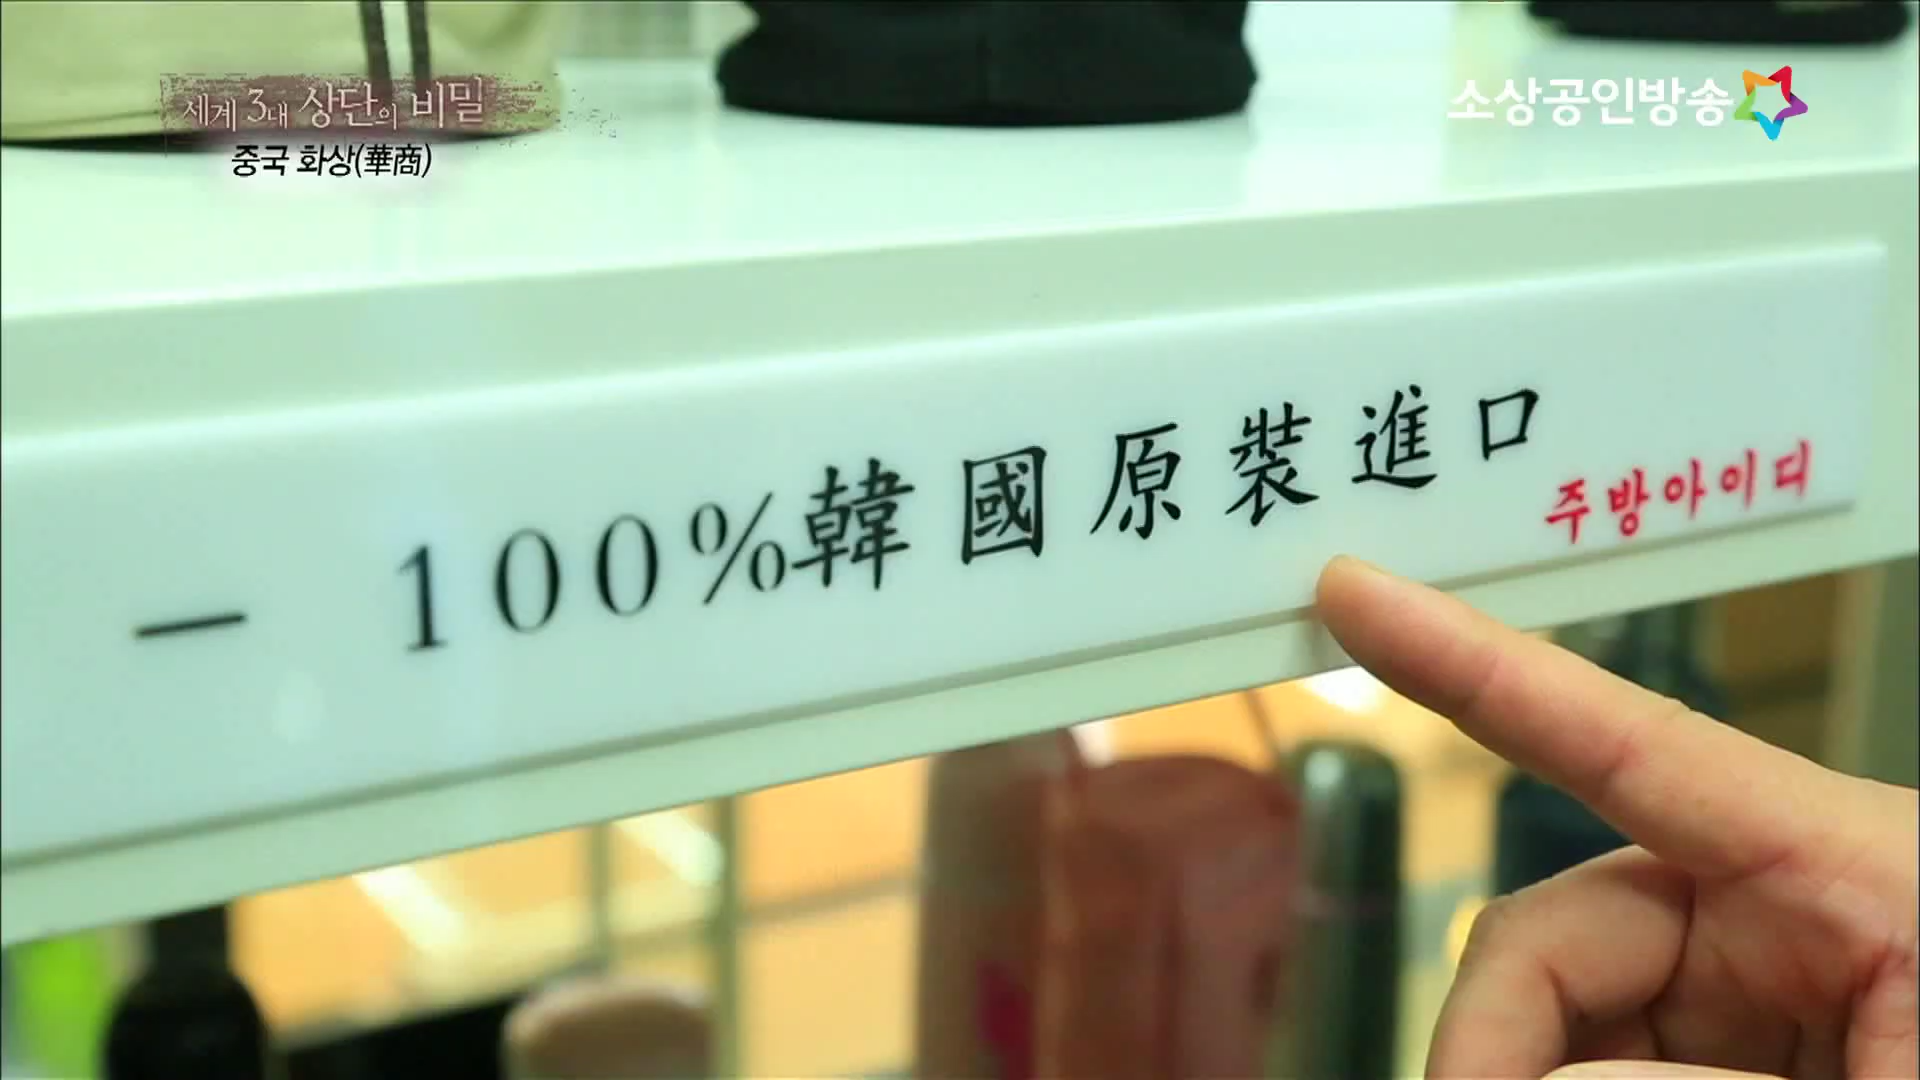 세계 3대 상단의 비밀
중국 화상(華商)
소상공인방송
— 100%韓國原裝進口
주방아이디